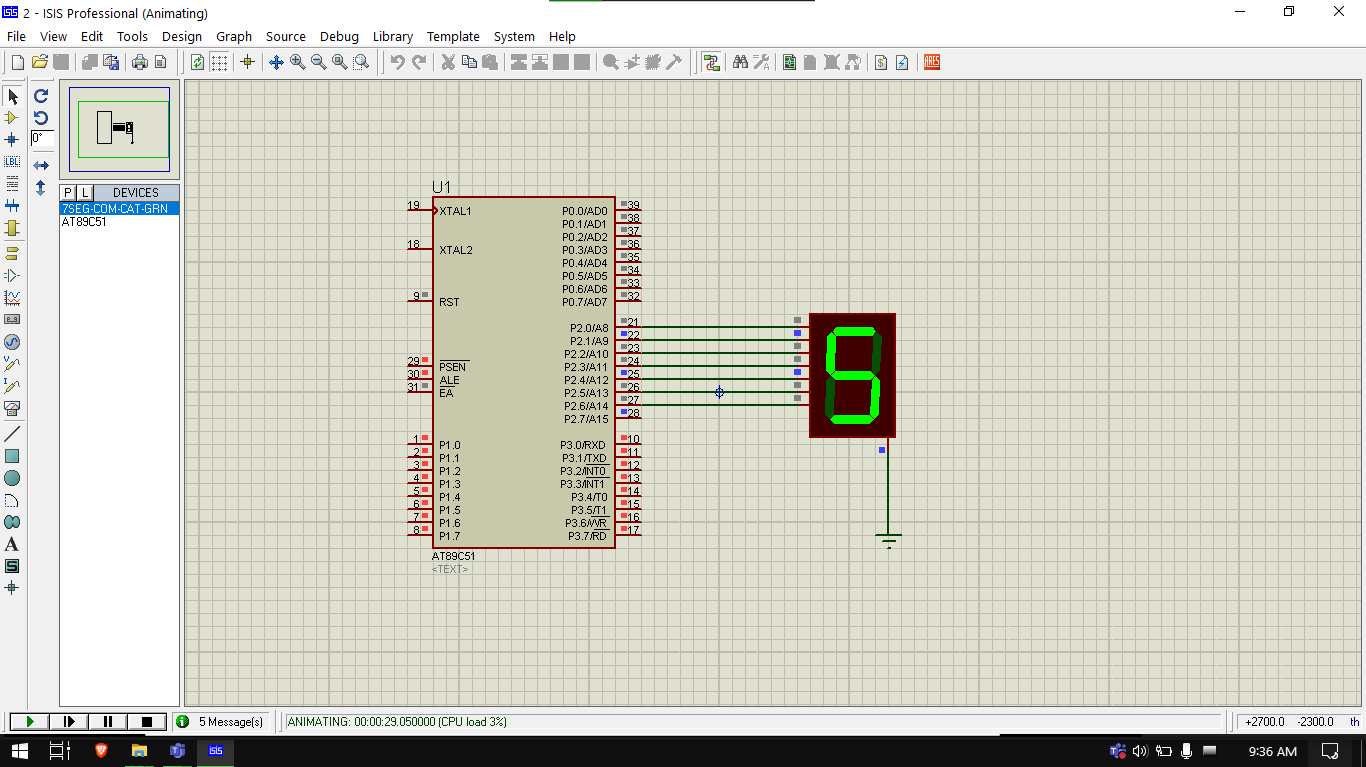 2 - ISIS Professional (Animating)
File View Edit Tools Design Graph Source Debug Library Template System Help
ARES
0°
LBL
P L DEVICES
7SEG-COM-CAT-GRN
AT89C51
A
S
U1
19 XTAL1
18 XTAL2
9 RST
29 PSEN
30 ALE
31 EA
1 P1.0
2 P1.1
3 P1.2
4 P1.3
5 P1.4
6 P1.5
7 P1.6
8 P1.7
P0.0/AD0 39
P0.1/AD1 38
P0.2/AD2 37
P0.3/AD3 36
P0.4/AD4 35
P0.5/AD5 34
P0.6/AD6 33
P0.7/AD7 32
P2.0/A8 21
P2.1/A9 22
P2.2/A10 23
P2.3/A11 24
P2.4/A12 25
P2.5/A13 26
P2.6/A14 27
P2.7/A15 28
P3.0/RXD 10
P3.1/TXD 11
P3.2/INT0 12
P3.3/INT1 13
P3.4/T0 14
P3.5/T1 15
P3.6/WR 16
P3.7/RD 17
AT89C51
<TEXT>
5
5 Message(s)
ANIMATING: 00:00:29.050000 (CPU load 3%)
+2700.0 -2300.0 th
ISIS
9:36 AM